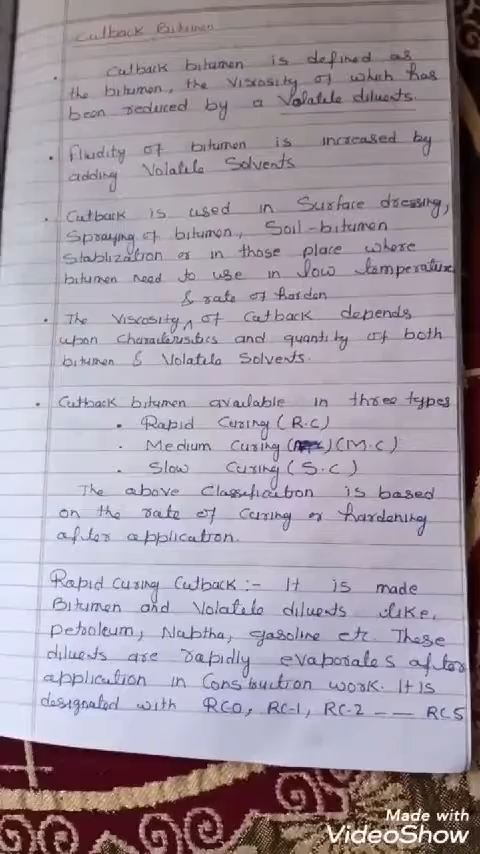 Cutback Bitumen
• Cutback bitumen is defined as
the bitumen, the viscosity of which has
been reduced by a Volatile diluents.
• Fluidity of bitumen is increased by
adding Volatile Solvents
• Cutback is used in Surface dressing,
Spraying of bitumen, Soil-bitumen
Stablization or in those place where
bitumen need to use in low temperature
& rate of harden
• The Viscosity ^ of Cutback depends
upon characteristics and quantity of both
bitumen & Volatile Solvents.
• Cutback bitumen available in three types
• Rapid Curing (R.C)
• Medium Curing (M.C)
• Slow Curing (S.C)
The above Classification is based
on the rate of Curing or hardening
after application.
Rapid Curing Cutback :- It is made
Bitumen and Volatile diluents like,
petroleum, Nabtha, gasoline etc. These
diluents are rapidly evaporates after
application in Construction work. It is
designated with RC0, RC-1, RC-2 —— RC5
Made with
VideoShow